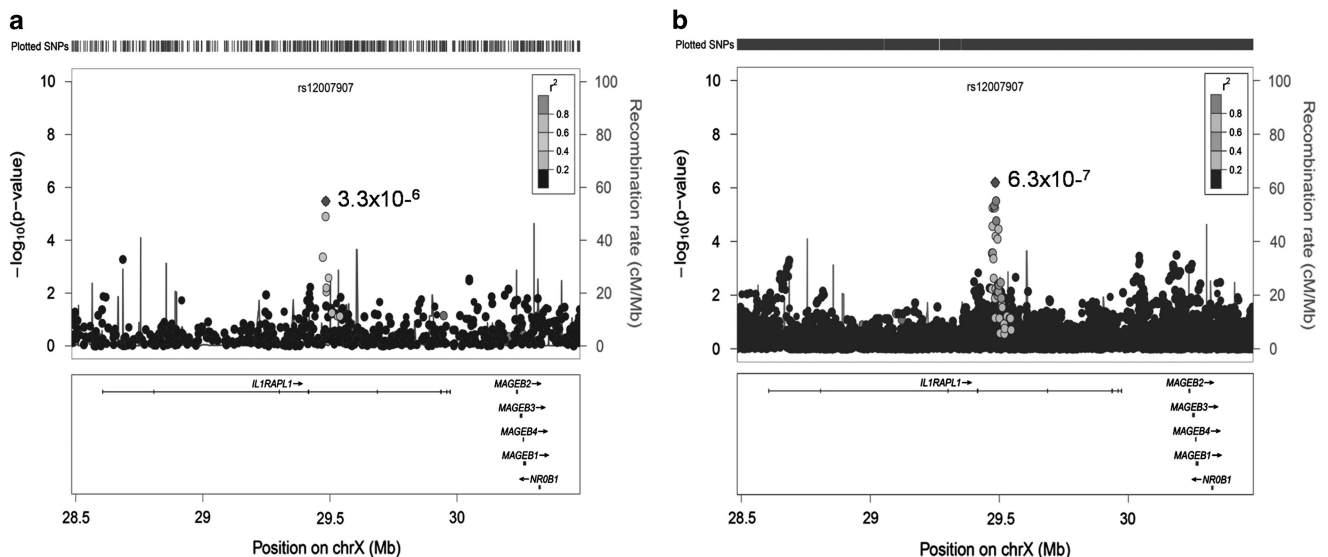 a
Plotted SNPs
rs12007907
r2
0.8
0.6
0.4
0.2
3.3x10-6
10
8
6
4
2
0
−log10(p-value)
100
80
60
40
20
0
Recombination rate (cM/Mb)
IL1RAPL1→
MAGEB2→
MAGEB3→
MAGEB4→
MAGEB1→
←NR0B1
28.5 29 29.5 30
Position on chrX (Mb)
b
Plotted SNPs
rs12007907
r2
0.8
0.6
0.4
0.2
6.3x10-7
10
8
6
4
2
0
−log10(p-value)
100
80
60
40
20
0
Recombination rate (cM/Mb)
IL1RAPL1→
MAGEB2→
MAGEB3→
MAGEB4→
MAGEB1→
←NR0B1
28.5 29 29.5 30
Position on chrX (Mb)